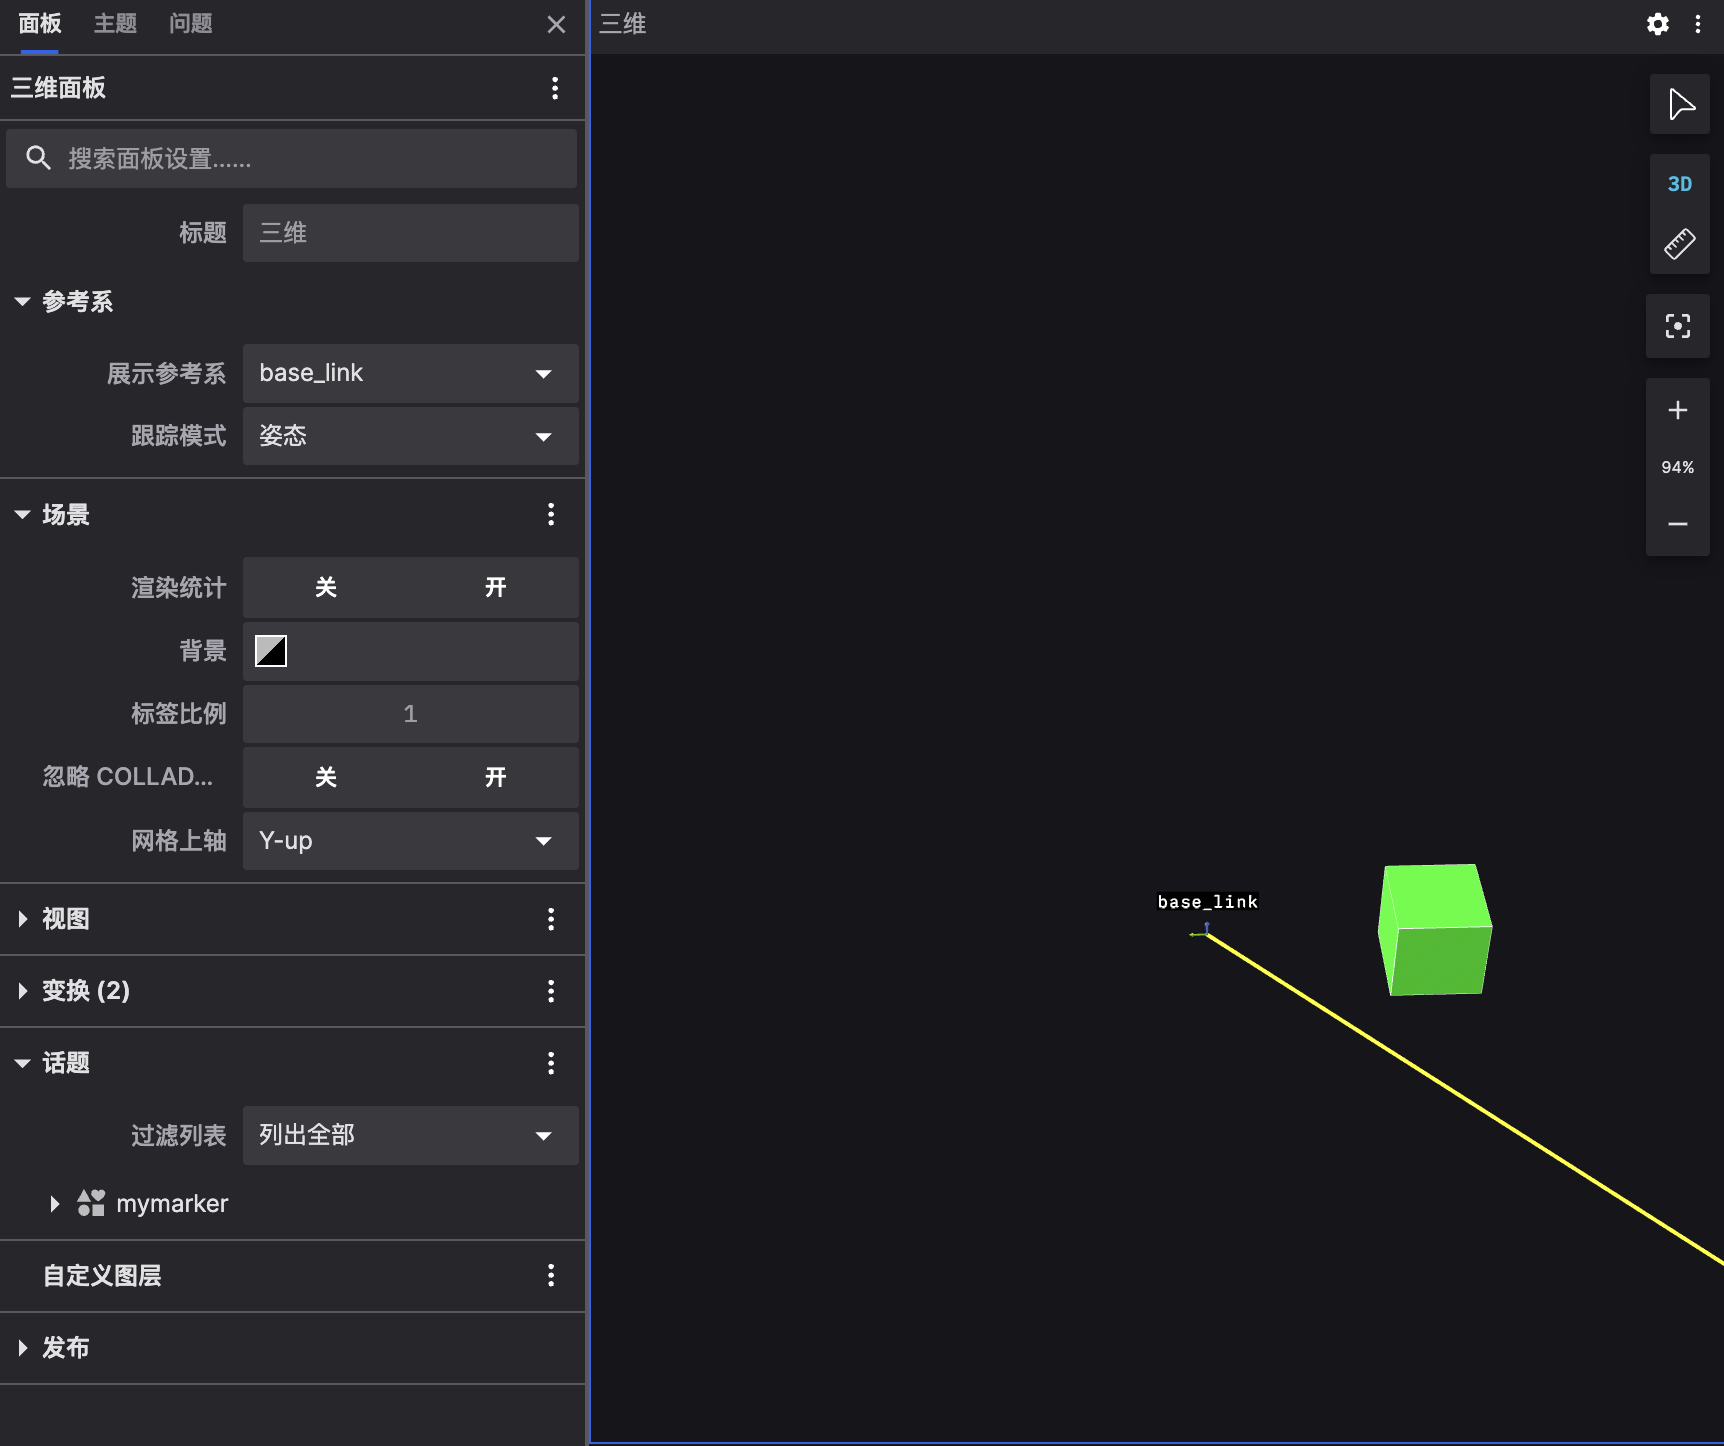 面板 主题 问题
三维面板
搜索面板设置......
标题 三维
参考系
展示参考系 base_link
跟踪模式 姿态
场景
渲染统计 关 开
背景
标签比例 1
忽略 COLLAD... 关 开
网格上轴 Y-up
视图
变换 (2)
话题
过滤列表 列出全部
mymarker
自定义图层
发布
三维
3D
94%
base_link